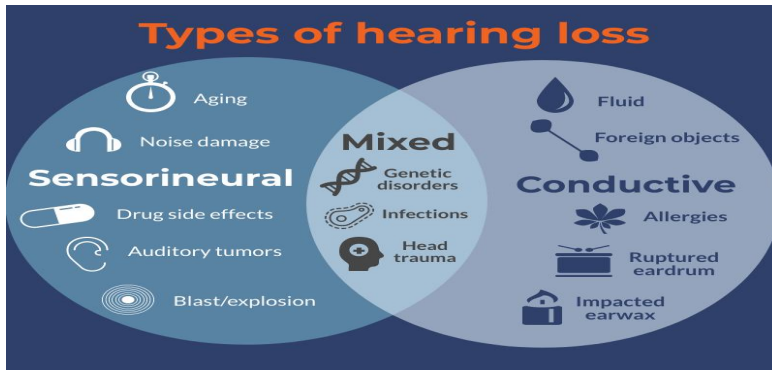 Types of hearing loss
Aging
Noise damage
Sensorineural
Drug side effects
Auditory tumors
Blast/explosion
Mixed
Genetic
disorders
Infections
Head
trauma
Fluid
Foreign objects
Conductive
Allergies
Ruptured
eardrum
Impacted
earwax